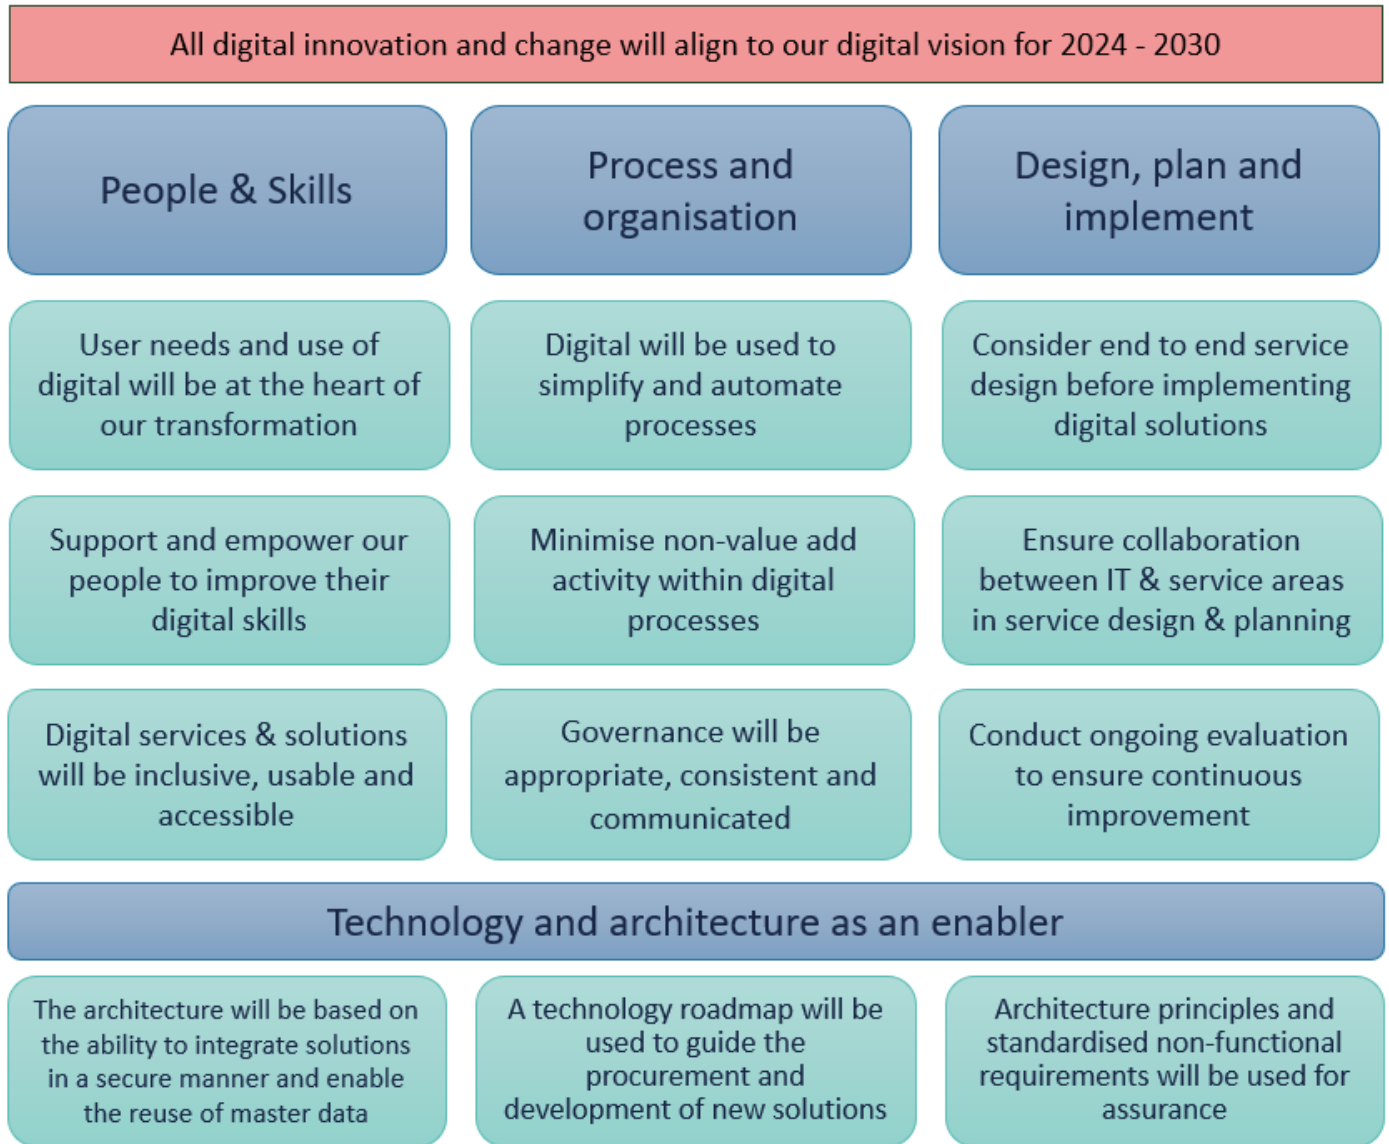 All digital innovation and change will align to our digital vision for 2024 - 2030
People & Skills
Process and
organisation
Design, plan and
implement
User needs and use of
digital will be at the heart of
our transformation
Digital will be used to
simplify and automate
processes
Consider end to end service
design before implementing
digital solutions
Support and empower our
people to improve their
digital skills
Minimise non-value add
activity within digital
processes
Ensure collaboration
between IT & service areas
in service design & planning
Digital services & solutions
will be inclusive, usable and
accessible
Governance will be
appropriate, consistent and
communicated
Conduct ongoing evaluation
to ensure continuous
improvement
Technology and architecture as an enabler
The architecture will be based on
the ability to integrate solutions
in a secure manner and enable
the reuse of master data
A technology roadmap will be
used to guide the
procurement and
development of new solutions
Architecture principles and
standardised non-functional
requirements will be used for
assurance